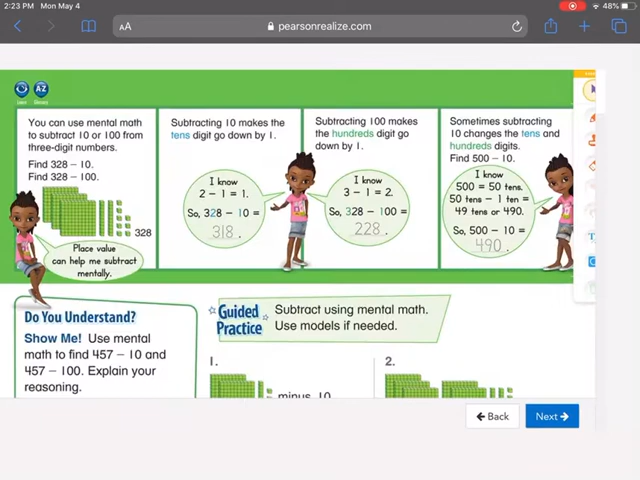 2:23 PM Mon May 4
48%
AA
pearsonrealize.com
Learn
A-Z
Glossary
You can use mental math
to subtract 10 or 100 from
three-digit numbers.
Find 328 – 10.
Find 328 – 100.
328
Place value
can help me subtract
mentally.
Subtracting 10 makes the
tens digit go down by 1.
I know
2 – 1 = 1.
So, 328 – 10 =
318.
Subtracting 100 makes
the hundreds digit go
down by 1.
I know
3 – 1 = 2.
So, 328 – 100 =
228.
Sometimes subtracting
10 changes the tens and
hundreds digits.
Find 500 – 10.
I know
500 = 50 tens.
50 tens – 1 ten =
49 tens or 490.
So, 500 – 10 =
490.
Do You Understand?
Show Me! Use mental
math to find 457 – 10 and
457 – 100. Explain your
reasoning.
Guided
Practice
Subtract using mental math.
Use models if needed.
1.
minus 10
2.
Back
Next